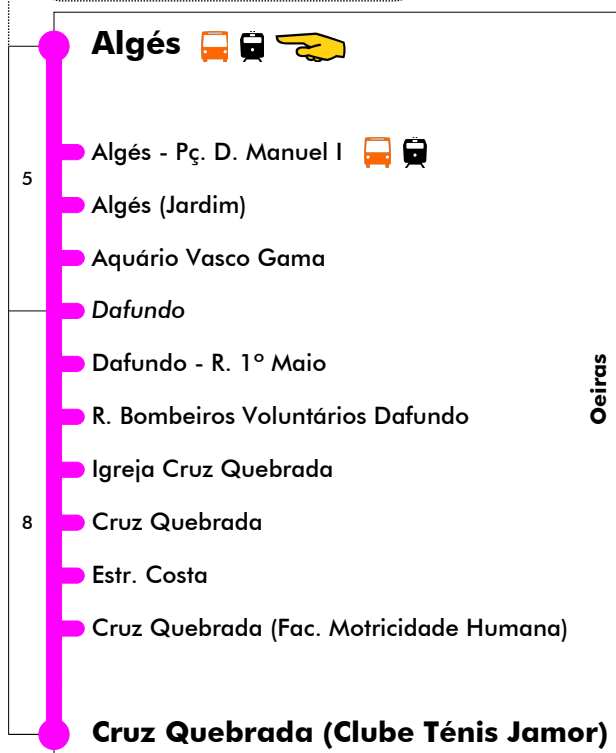 Algés
Algés - Pç. D. Manuel I
5
Algés (Jardim)
Aquário Vasco Gama
Dafundo
Dafundo - R. 1º Maio
Oeiras
R. Bombeiros Voluntários Dafundo
Igreja Cruz Quebrada
8
Cruz Quebrada
Estr. Costa
Cruz Quebrada (Fac. Motricidade Humana)
Cruz Quebrada (Clube Ténis Jamor)